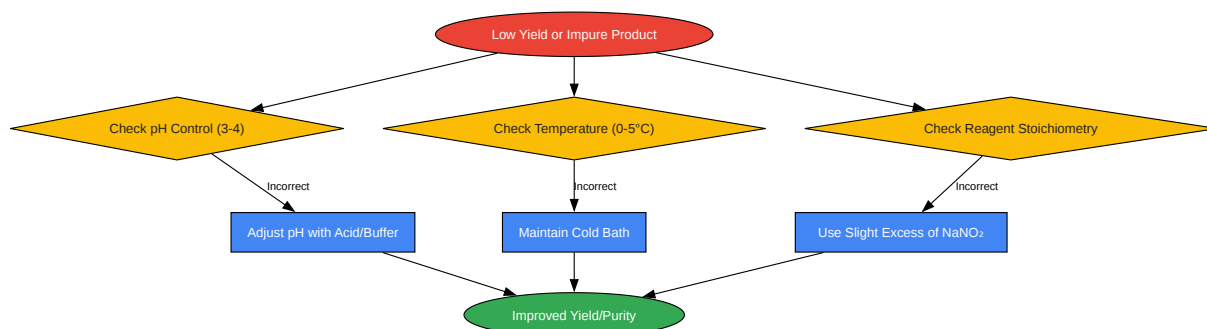 Low Yield or Impure Product
Check pH Control (3-4)
Check Temperature (0-5°C)
Check Reagent Stoichiometry
Incorrect
Incorrect
Incorrect
Adjust pH with Acid/Buffer
Maintain Cold Bath
Use Slight Excess of NaNO₂
Improved Yield/Purity